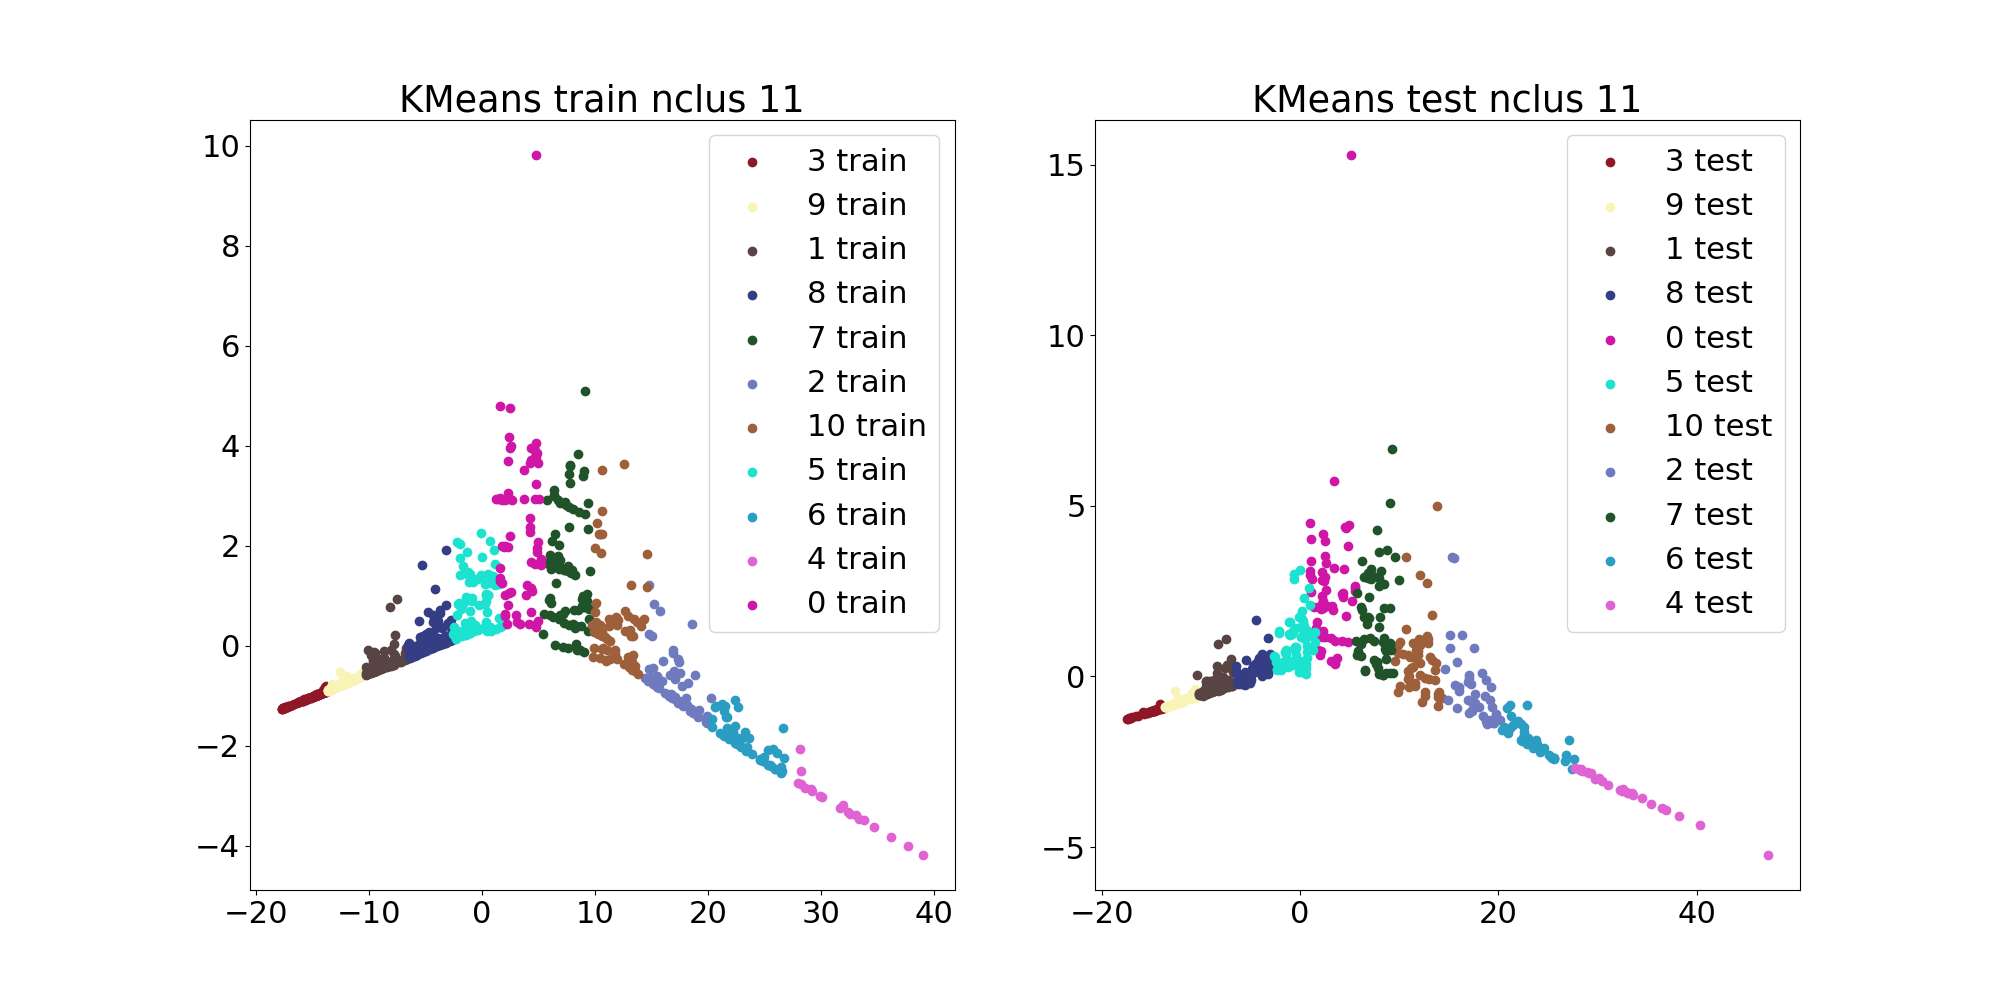 KMeans train nclus 11
10
8
6
4
2
0
−2
−4
−20
−10
0
10
20
30
40
3 train
9 train
1 train
8 train
7 train
2 train
10 train
5 train
6 train
4 train
0 train
KMeans test nclus 11
15
10
5
0
−5
−20
0
20
40
3 test
9 test
1 test
8 test
0 test
5 test
10 test
2 test
7 test
6 test
4 test